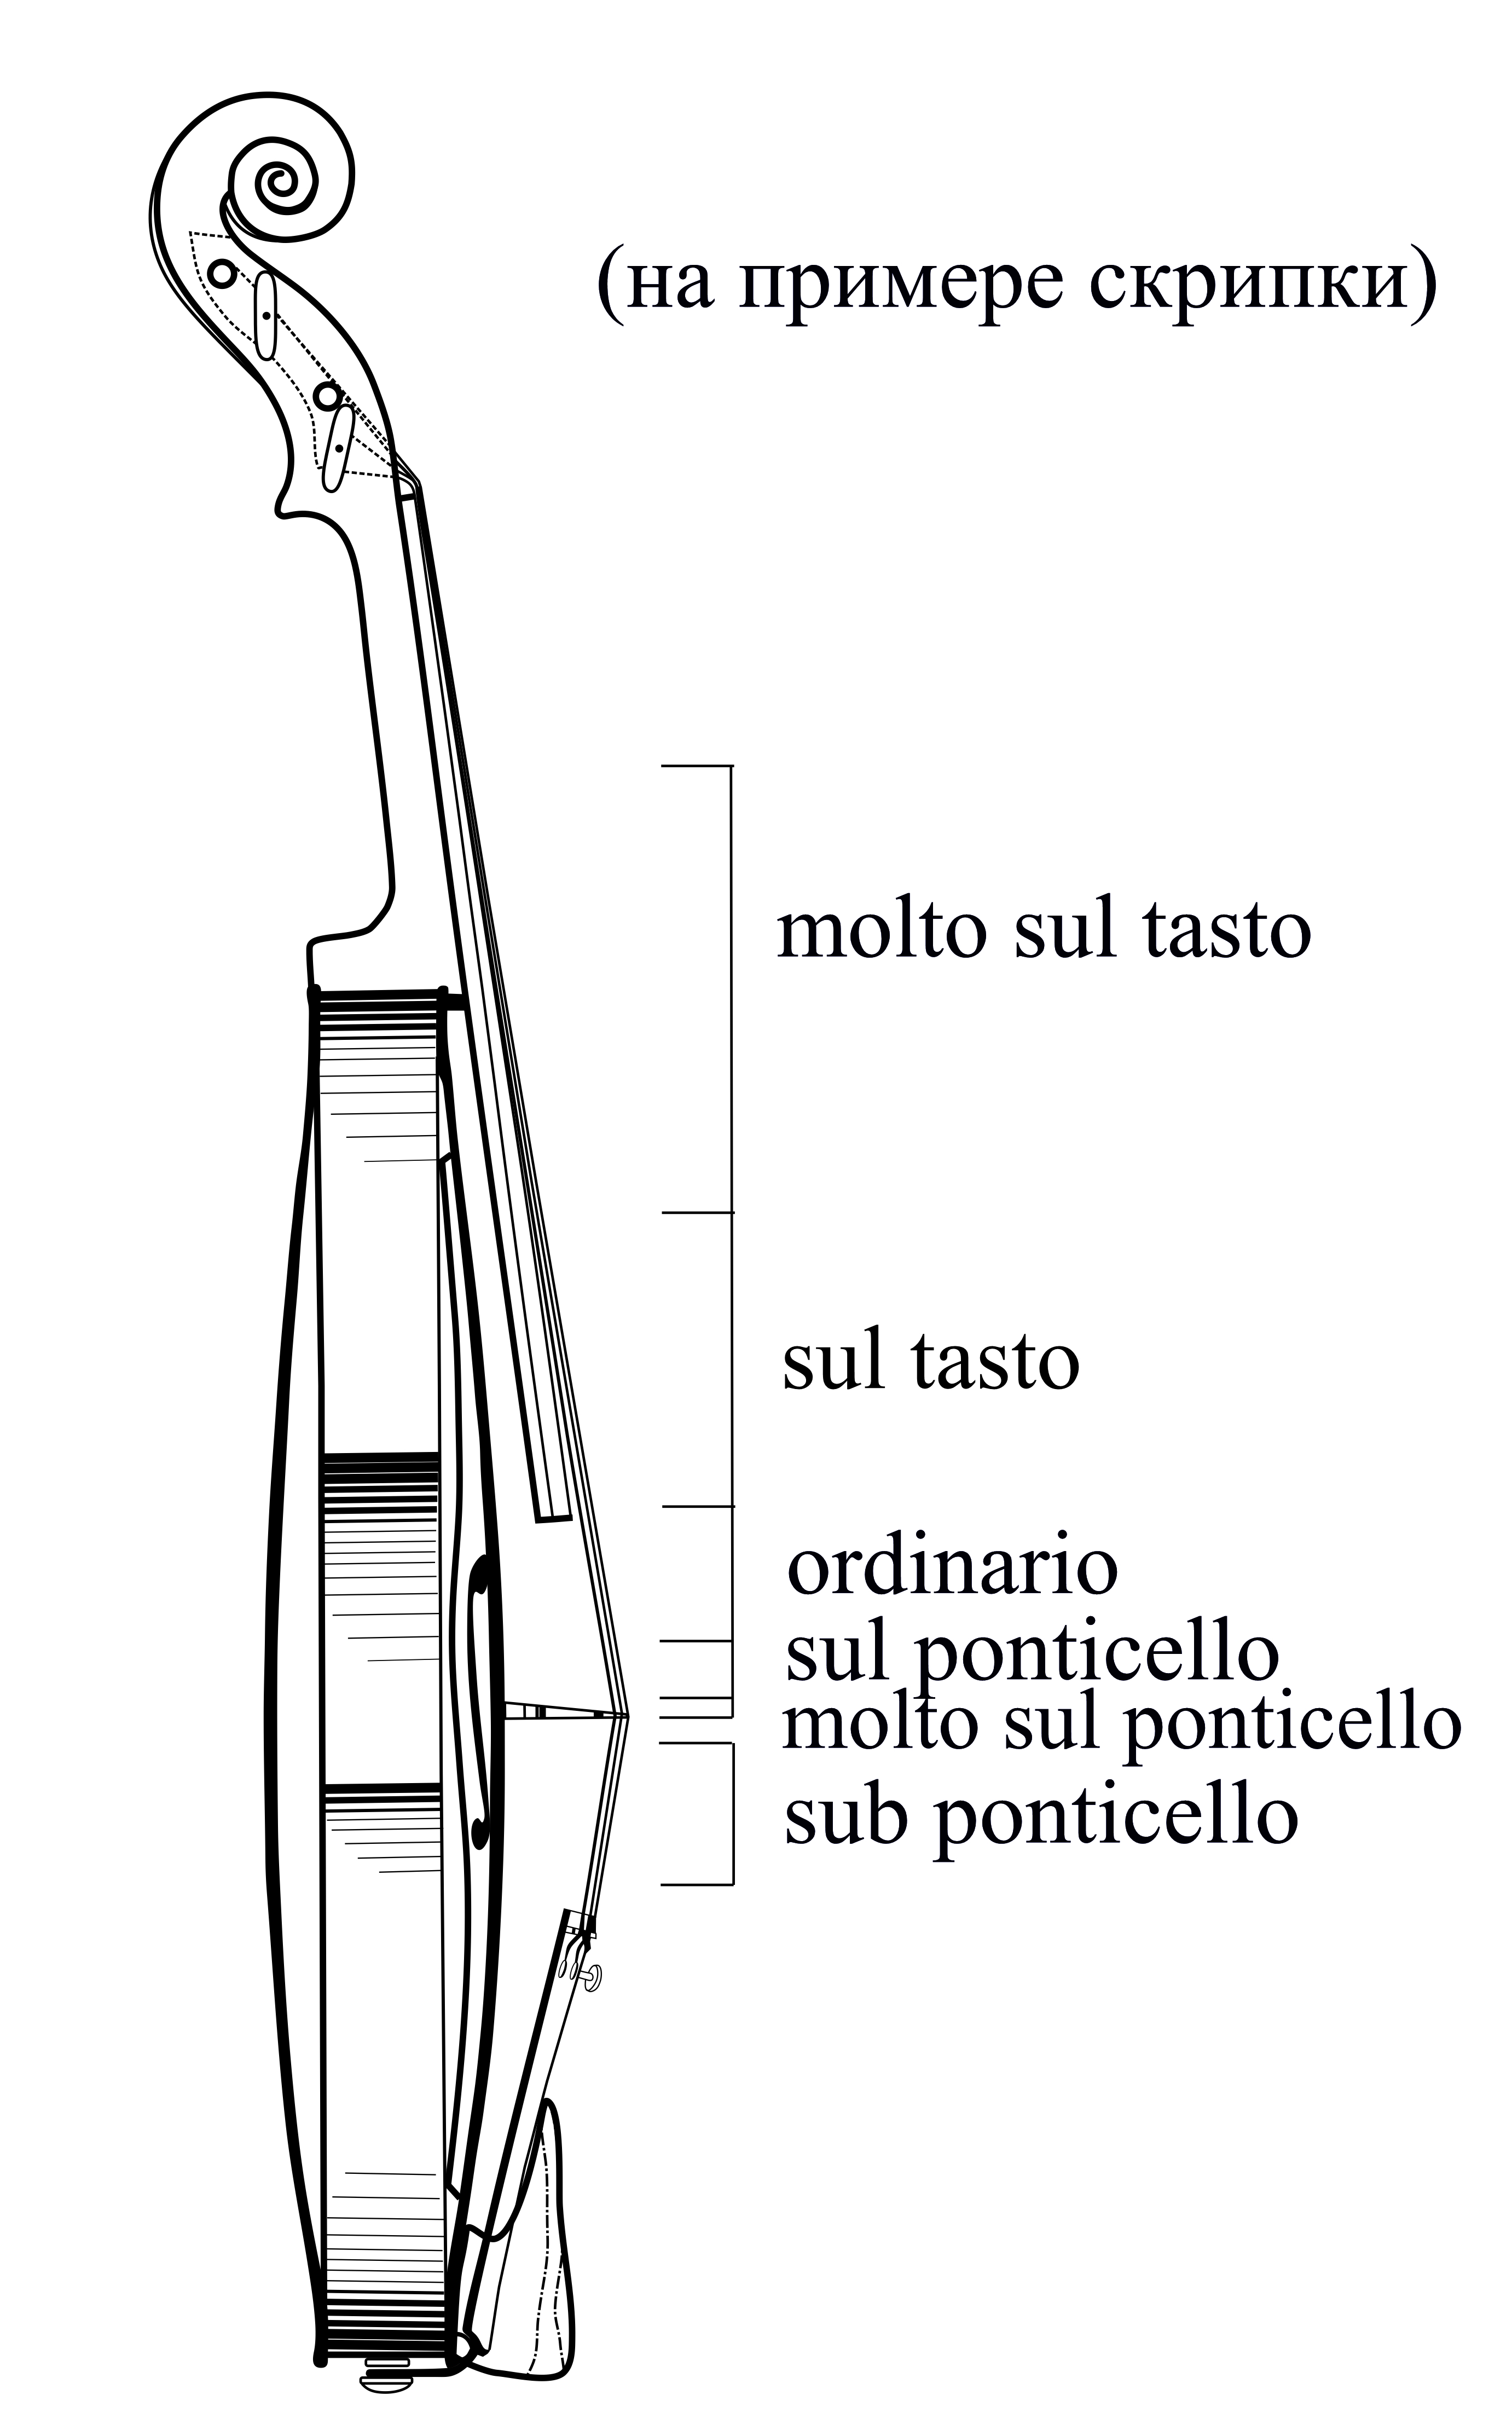 (на примере скрипки)
molto sul tasto
sul tasto
ordinario
sul ponticello
molto sul ponticello
sub ponticello